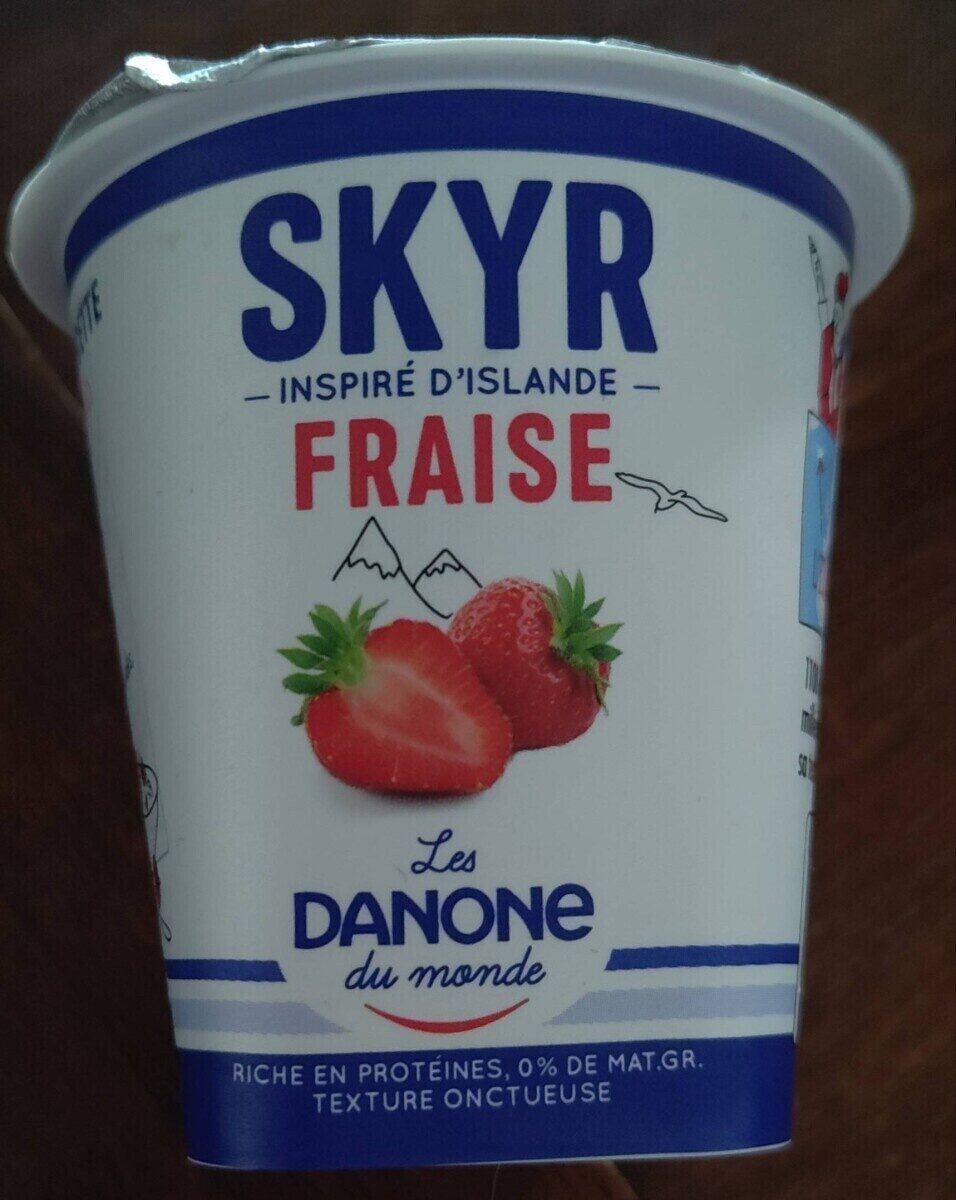 SKYR
– INSPIRÉ D'ISLANDE –
FRAISE
Les
DANONE
du monde
RICHE EN PROTÉINES, 0% DE MAT.GR.
TEXTURE ONCTUEUSE